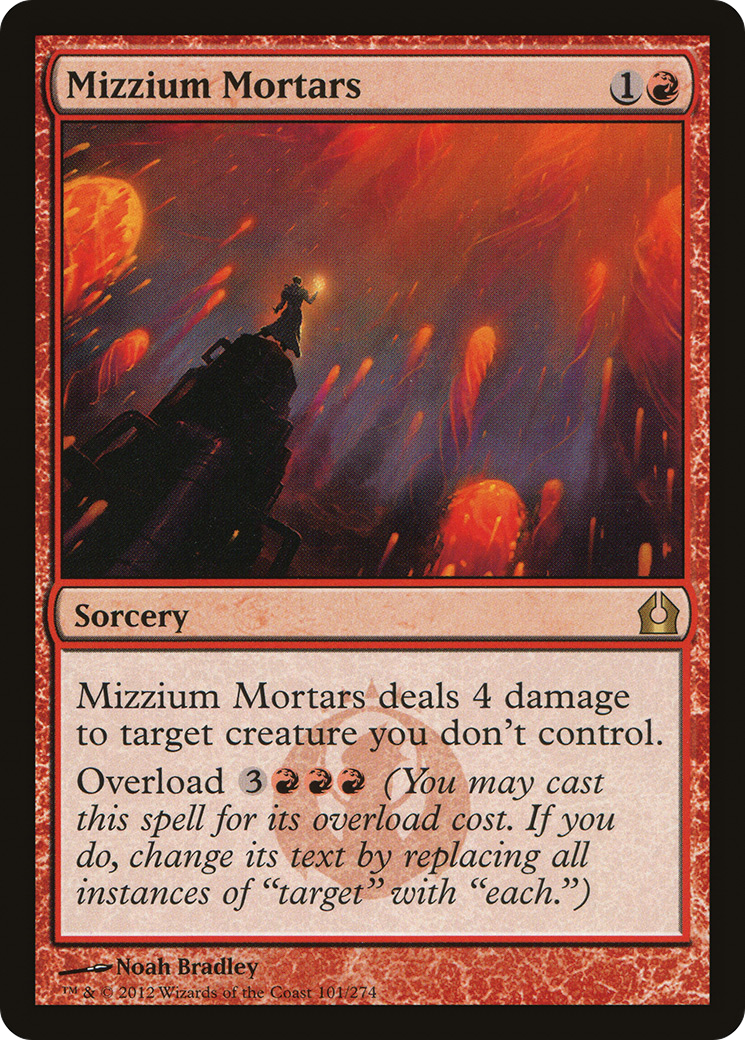 Mizzium Mortars 1
Sorcery
Mizzium Mortars deals 4 damage
to target creature you don't control.
Overload 3 (You may cast
this spell for its overload cost. If you
do, change its text by replacing all
instances of “target” with “each.”)
Noah Bradley
™ & © 2012 Wizards of the Coast 101/274